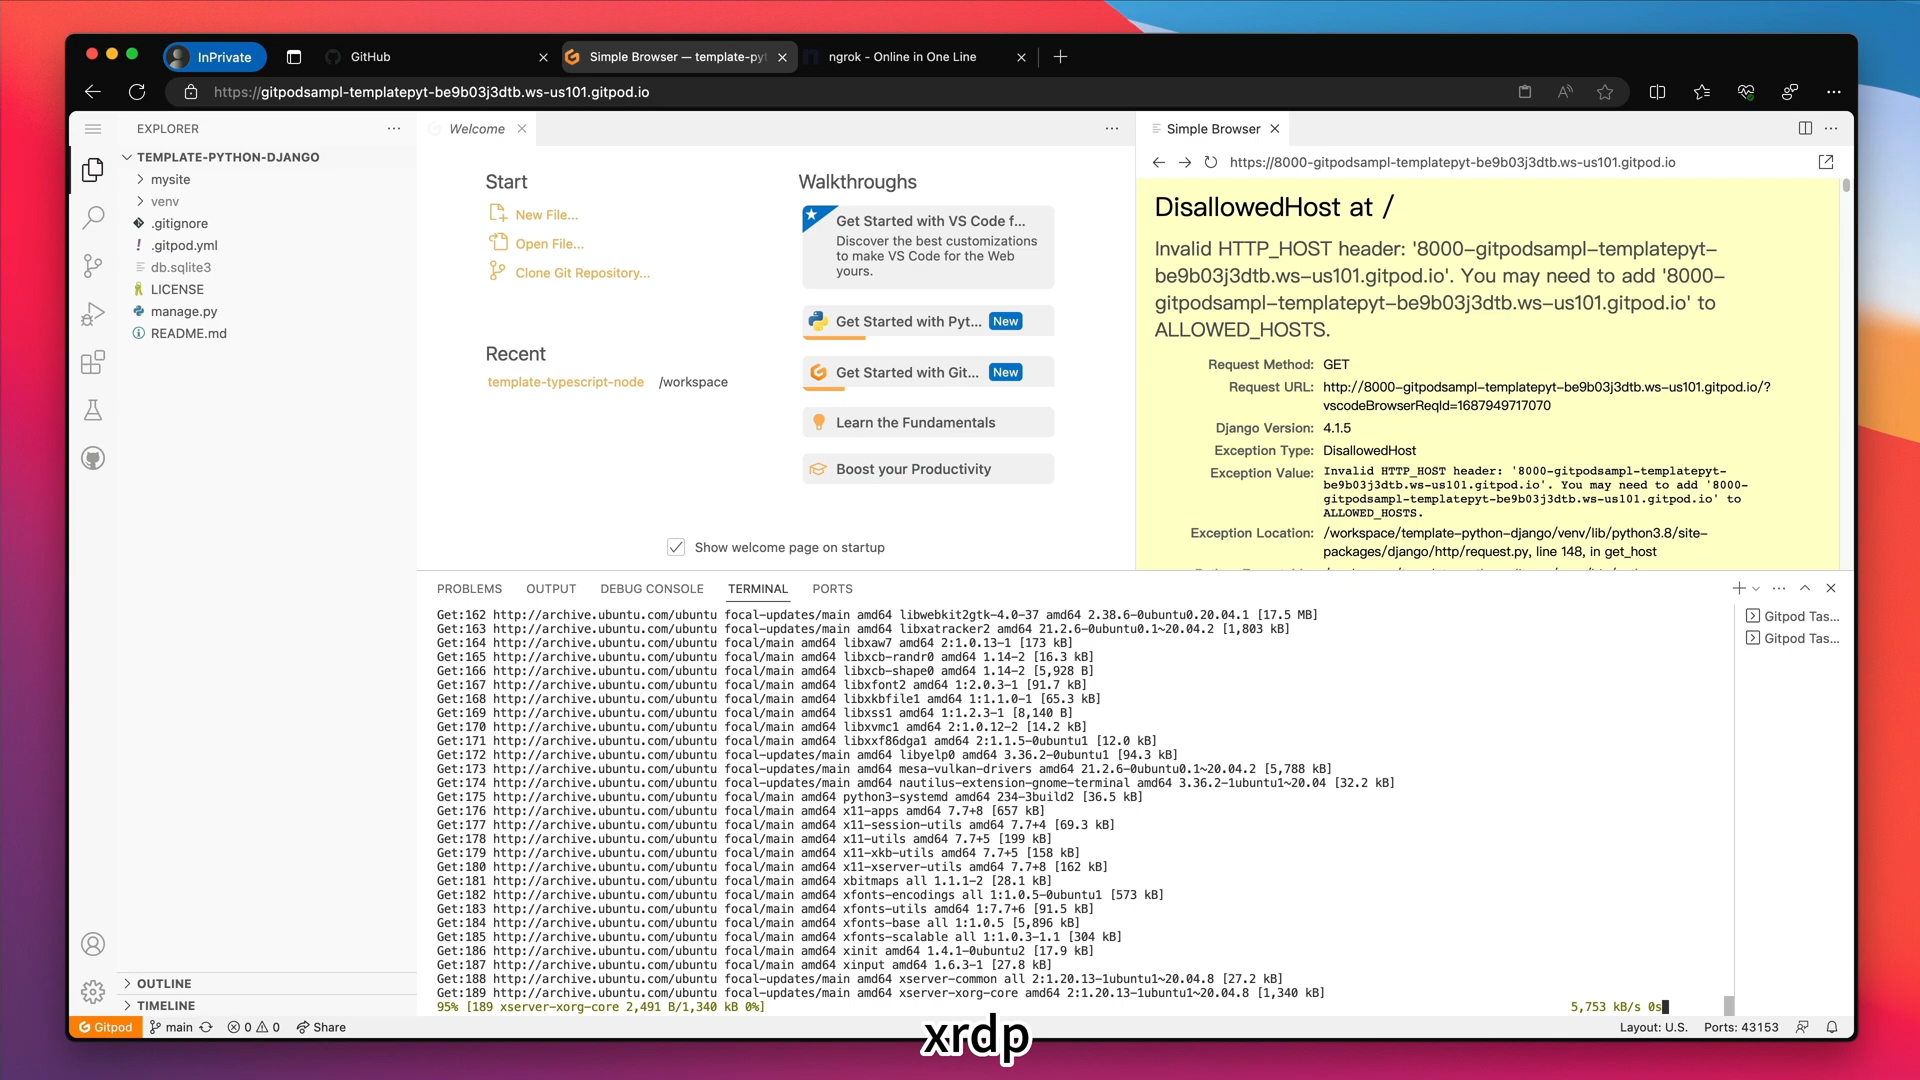 InPrivate
GitHub
Simple Browser — template-pyt
ngrok - Online in One Line
https://gitpodsampl-templatepyt-be9b03j3dtb.ws-us101.gitpod.io
EXPLORER
TEMPLATE-PYTHON-DJANGO
mysite
venv
.gitignore
.gitpod.yml
db.sqlite3
LICENSE
manage.py
README.md
OUTLINE
TIMELINE
Welcome
Start
New File...
Open File...
Clone Git Repository...
Recent
template-typescript-node /workspace
Walkthroughs
Get Started with VS Code f...
Discover the best customizations
to make VS Code for the Web
yours.
Get Started with Pyt... New
Get Started with Git... New
Learn the Fundamentals
Boost your Productivity
Show welcome page on startup
Simple Browser
https://8000-gitpodsampl-templatepyt-be9b03j3dtb.ws-us101.gitpod.io
DisallowedHost at /
Invalid HTTP_HOST header: '8000-gitpodsampl-templatepyt-
be9b03j3dtb.ws-us101.gitpod.io'. You may need to add '8000-
gitpodsampl-templatepyt-be9b03j3dtb.ws-us101.gitpod.io' to
ALLOWED_HOSTS.
Request Method: GET
Request URL: http://8000-gitpodsampl-templatepyt-be9b03j3dtb.ws-us101.gitpod.io/?
vscodeBrowserReqId=1687949717070
Django Version: 4.1.5
Exception Type: DisallowedHost
Exception Value: Invalid HTTP_HOST header: '8000-gitpodsampl-templatepyt-
be9b03j3dtb.ws-us101.gitpod.io'. You may need to add '8000-
gitpodsampl-templatepyt-be9b03j3dtb.ws-us101.gitpod.io' to
ALLOWED_HOSTS.
Exception Location: /workspace/template-python-django/venv/lib/python3.8/site-
packages/django/http/request.py, line 148, in get_host
PROBLEMS OUTPUT DEBUG CONSOLE TERMINAL PORTS
Get:162 http://archive.ubuntu.com/ubuntu focal-updates/main amd64 libwebkit2gtk-4.0-37 amd64 2.38.6-0ubuntu0.20.04.1 [17.5 MB]
Get:163 http://archive.ubuntu.com/ubuntu focal-updates/main amd64 libxatracker2 amd64 21.2.6-0ubuntu0.1~20.04.2 [1,803 kB]
Get:164 http://archive.ubuntu.com/ubuntu focal/main amd64 libxaw7 amd64 2:1.0.13-1 [173 kB]
Get:165 http://archive.ubuntu.com/ubuntu focal/main amd64 libxcb-randr0 amd64 1.14-2 [16.3 kB]
Get:166 http://archive.ubuntu.com/ubuntu focal/main amd64 libxcb-shape0 amd64 1.14-2 [5,928 B]
Get:167 http://archive.ubuntu.com/ubuntu focal/main amd64 libxfont2 amd64 1:2.0.3-1 [91.7 kB]
Get:168 http://archive.ubuntu.com/ubuntu focal/main amd64 libxkbfile1 amd64 1:1.1.0-1 [65.3 kB]
Get:169 http://archive.ubuntu.com/ubuntu focal/main amd64 libxss1 amd64 1:1.2.3-1 [8,140 B]
Get:170 http://archive.ubuntu.com/ubuntu focal/main amd64 libxvmc1 amd64 2:1.0.12-2 [14.2 kB]
Get:171 http://archive.ubuntu.com/ubuntu focal/main amd64 libxxf86dga1 amd64 2:1.1.5-0ubuntu1 [12.0 kB]
Get:172 http://archive.ubuntu.com/ubuntu focal/main amd64 libyelp0 amd64 3.36.2-0ubuntu1 [94.3 kB]
Get:173 http://archive.ubuntu.com/ubuntu focal-updates/main amd64 mesa-vulkan-drivers amd64 21.2.6-0ubuntu0.1~20.04.2 [5,788 kB]
Get:174 http://archive.ubuntu.com/ubuntu focal-updates/main amd64 nautilus-extension-gnome-terminal amd64 3.36.2-1ubuntu1~20.04 [32.2 kB]
Get:175 http://archive.ubuntu.com/ubuntu focal/main amd64 python3-systemd amd64 234-3build2 [36.5 kB]
Get:176 http://archive.ubuntu.com/ubuntu focal/main amd64 x11-apps amd64 7.7+8 [657 kB]
Get:177 http://archive.ubuntu.com/ubuntu focal/main amd64 x11-session-utils amd64 7.7+4 [69.3 kB]
Get:178 http://archive.ubuntu.com/ubuntu focal/main amd64 x11-utils amd64 7.7+5 [199 kB]
Get:179 http://archive.ubuntu.com/ubuntu focal/main amd64 x11-xkb-utils amd64 7.7+5 [158 kB]
Get:180 http://archive.ubuntu.com/ubuntu focal/main amd64 x11-xserver-utils amd64 7.7+8 [162 kB]
Get:181 http://archive.ubuntu.com/ubuntu focal/main amd64 xbitmaps all 1.1.1-2 [28.1 kB]
Get:182 http://archive.ubuntu.com/ubuntu focal/main amd64 xfonts-encodings all 1:1.0.5-0ubuntu1 [573 kB]
Get:183 http://archive.ubuntu.com/ubuntu focal/main amd64 xfonts-utils amd64 1:7.7+6 [91.5 kB]
Get:184 http://archive.ubuntu.com/ubuntu focal/main amd64 xfonts-base all 1:1.0.5 [5,896 kB]
Get:185 http://archive.ubuntu.com/ubuntu focal/main amd64 xfonts-scalable all 1:1.0.3-1.1 [304 kB]
Get:186 http://archive.ubuntu.com/ubuntu focal/main amd64 xinit amd64 1.4.1-0ubuntu2 [17.9 kB]
Get:187 http://archive.ubuntu.com/ubuntu focal/main amd64 xinput amd64 1.6.3-1 [27.8 kB]
Get:188 http://archive.ubuntu.com/ubuntu focal-updates/main amd64 xserver-common all 2:1.20.13-1ubuntu1~20.04.8 [27.2 kB]
Get:189 http://archive.ubuntu.com/ubuntu focal-updates/main amd64 xserver-xorg-core amd64 2:1.20.13-1ubuntu1~20.04.8 [1,340 kB]
95% [189 xserver-xorg-core 2,491 B/1,340 kB 0%] 5,753 kB/s 0s
Gitpod Tas...
Gitpod Tas...
Gitpod main 0 0 Share
Layout: U.S. Ports: 43153
xrdp